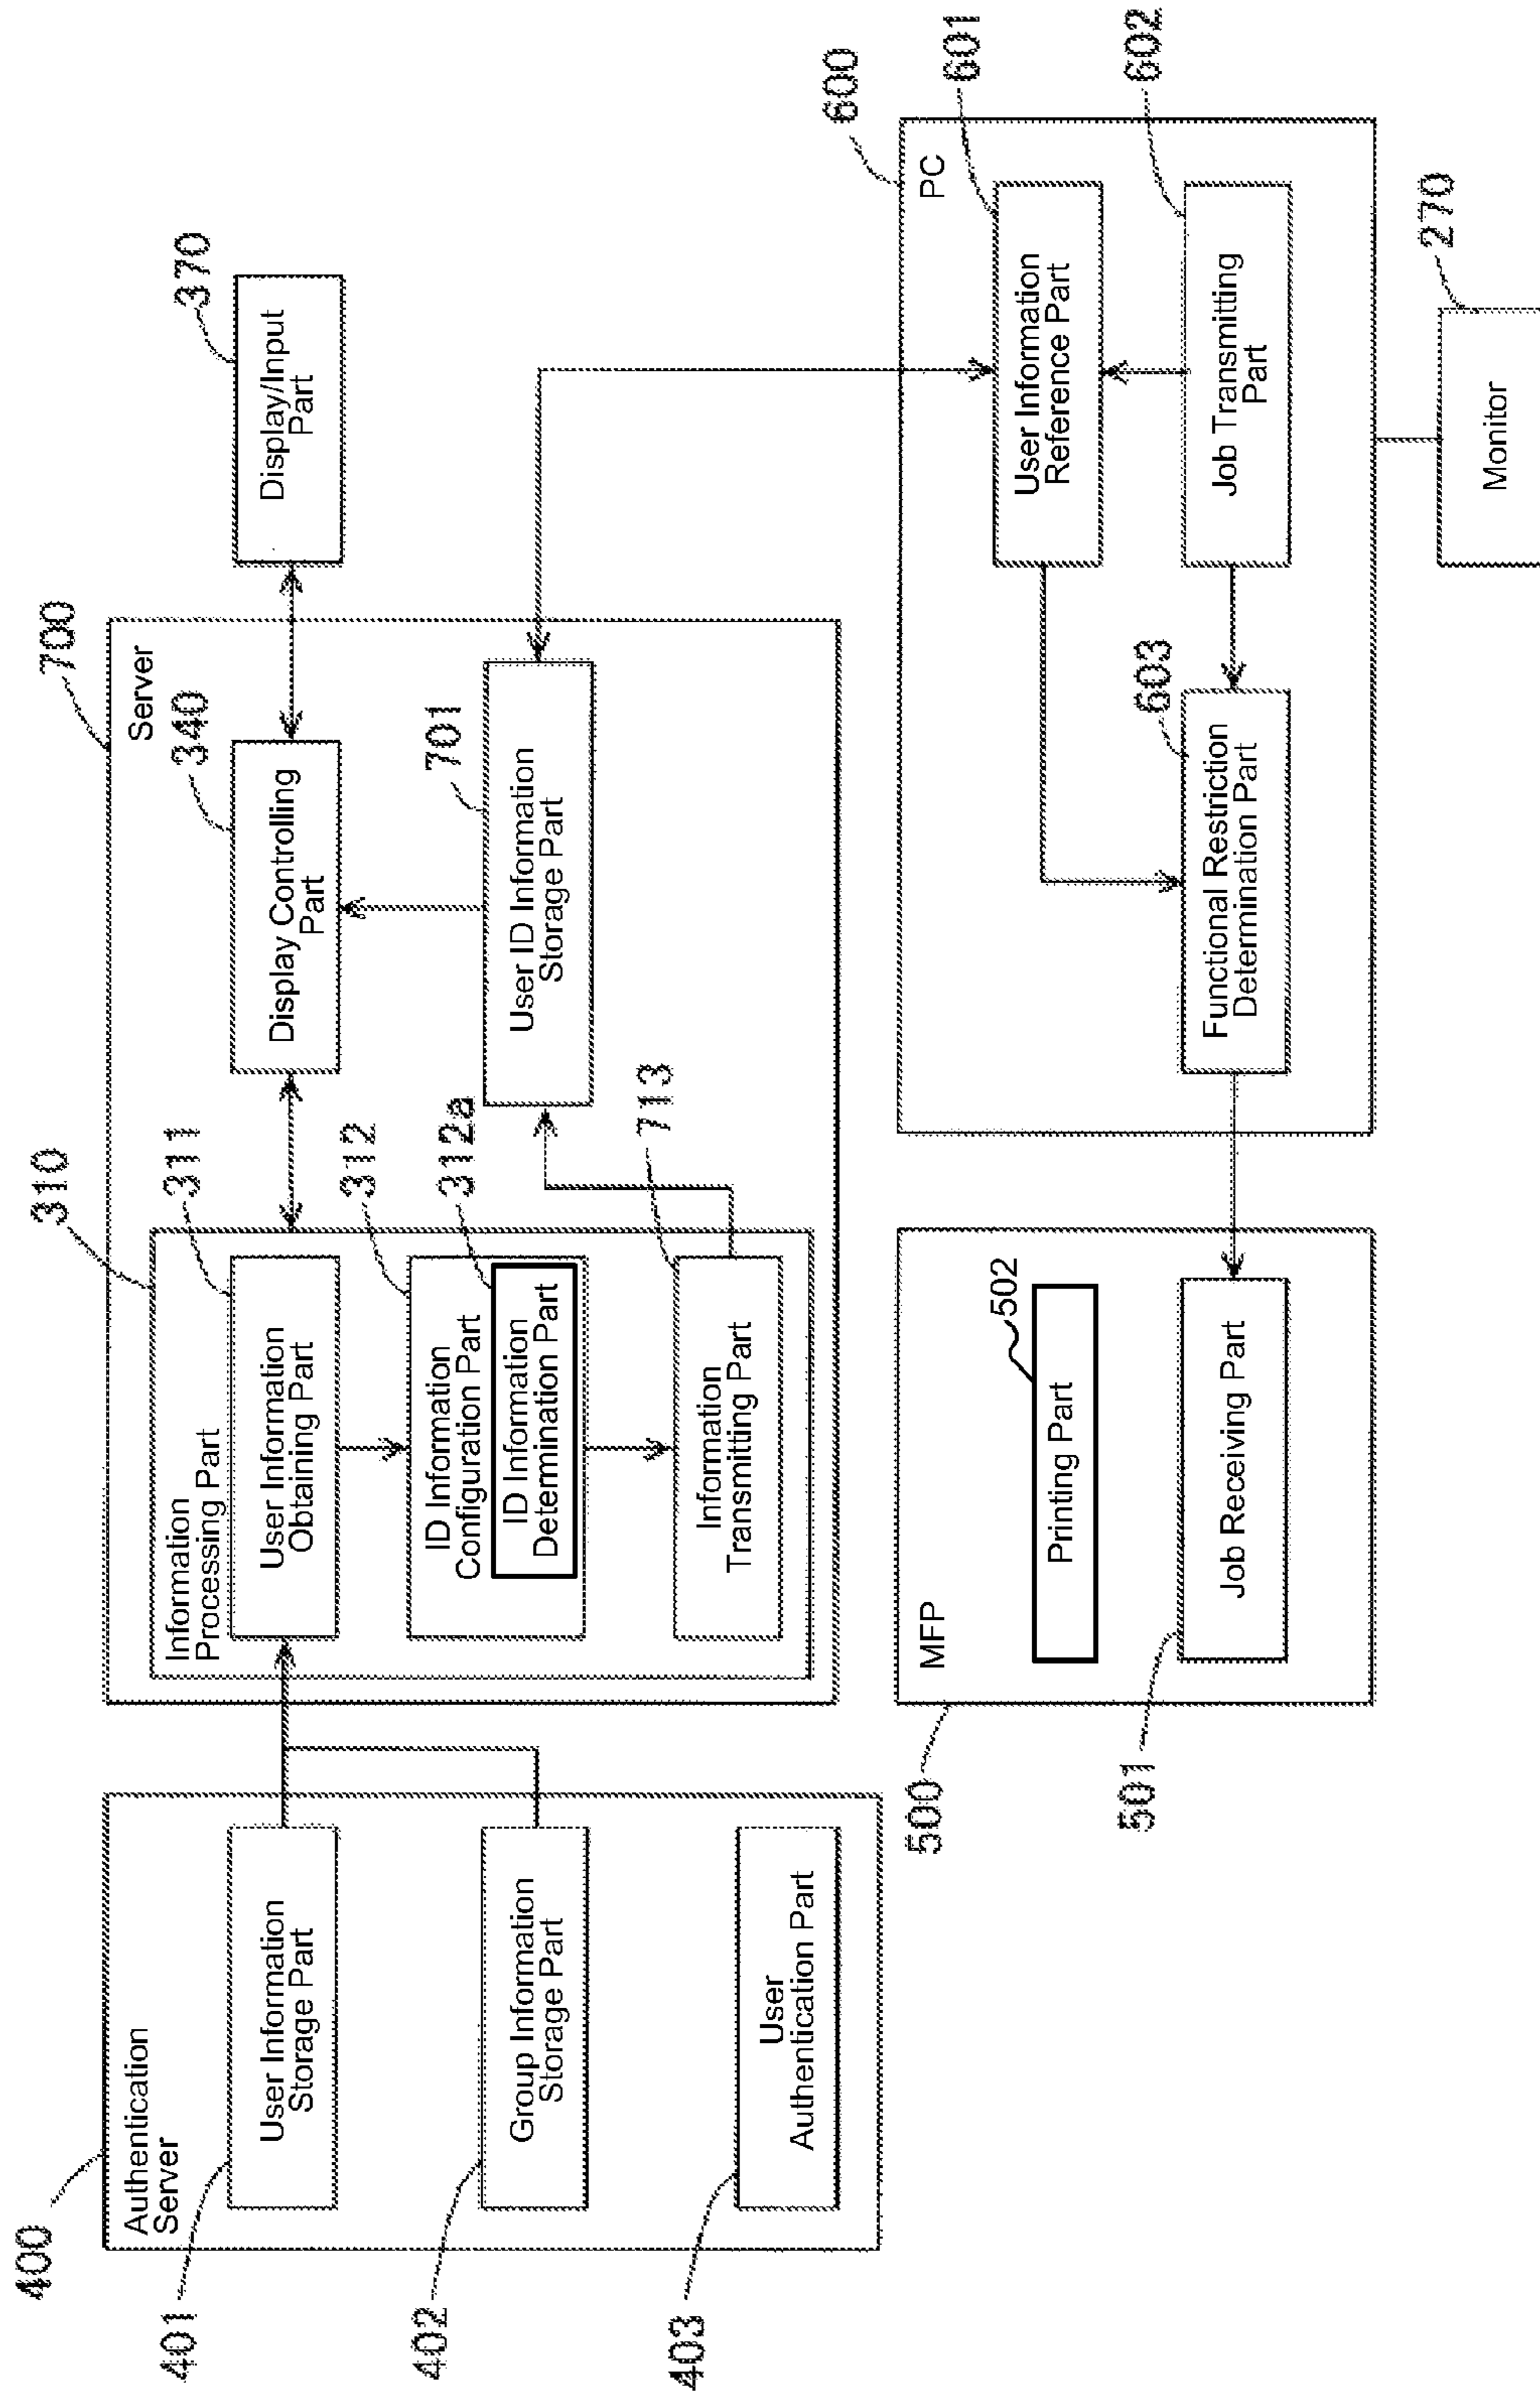 400
Authentication
Server
401
User Information
Storage Part
402
Group Information
Storage Part
403
User
Authentication Part
700
Server
310
Information
Processing Part
311
User Information
Obtaining Part
312
ID Information
Configuration Part
312a
ID Information
Determination Part
713
Information
Transmitting Part
340
Display Controlling
Part
701
User ID Information
Storage Part
370
Display/Input
Part
500
MFP
502
Printing Part
501
Job Receiving Part
600
PC
601
User Information
Reference Part
602
Job Transmitting
Part
603
Functional Restriction
Determination Part
270
Monitor